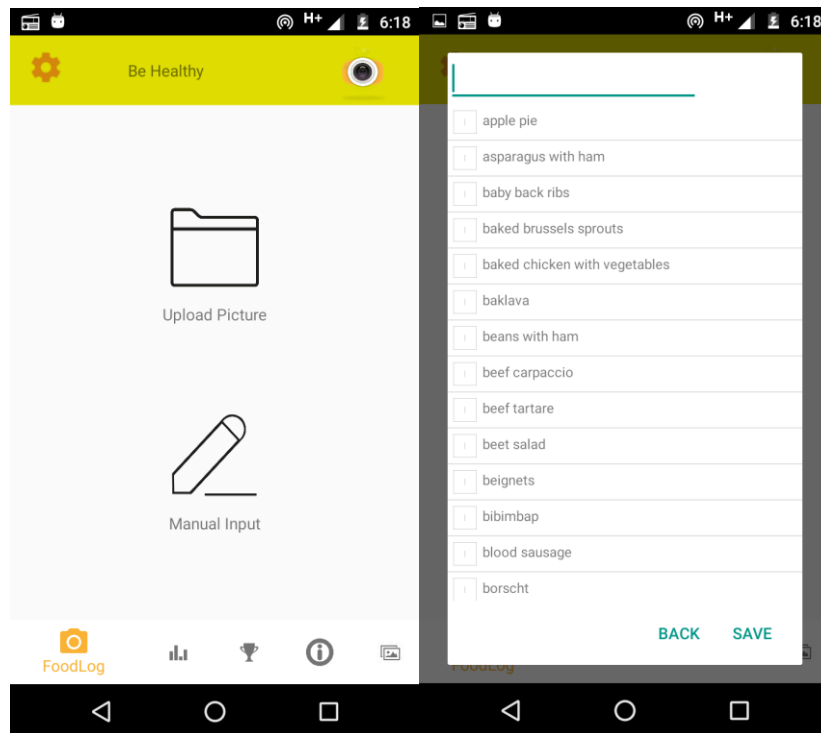 H+ 6:18
Be Healthy
Upload Picture
Manual Input
FoodLog
H+ 6:18
apple pie
asparagus with ham
baby back ribs
baked brussels sprouts
baked chicken with vegetables
baklava
beans with ham
beef carpaccio
beef tartare
beet salad
beignets
bibimbap
blood sausage
borscht
BACK SAVE
FoodLog